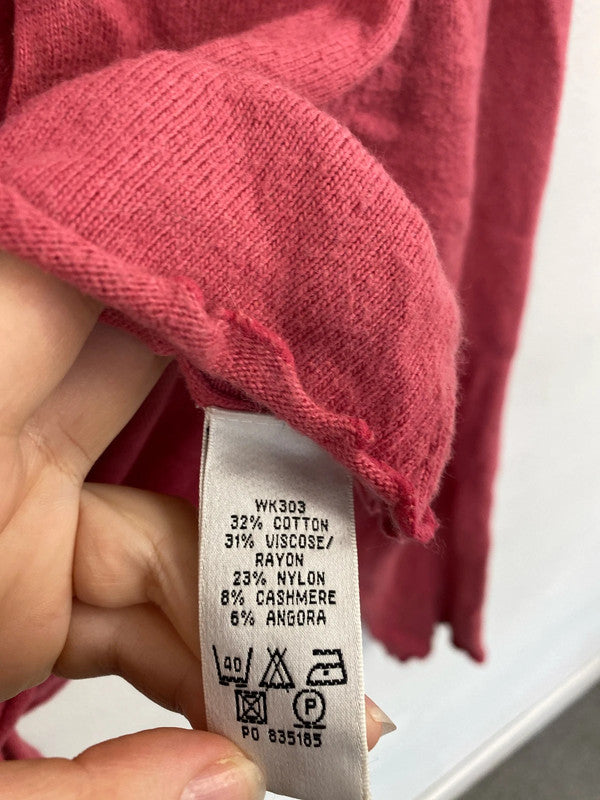 WK303
32% COTTON
31% VISCOSE/
RAYON
23% NYLON
8% CASHMERE
6% ANGORA
40
P
PO 835185